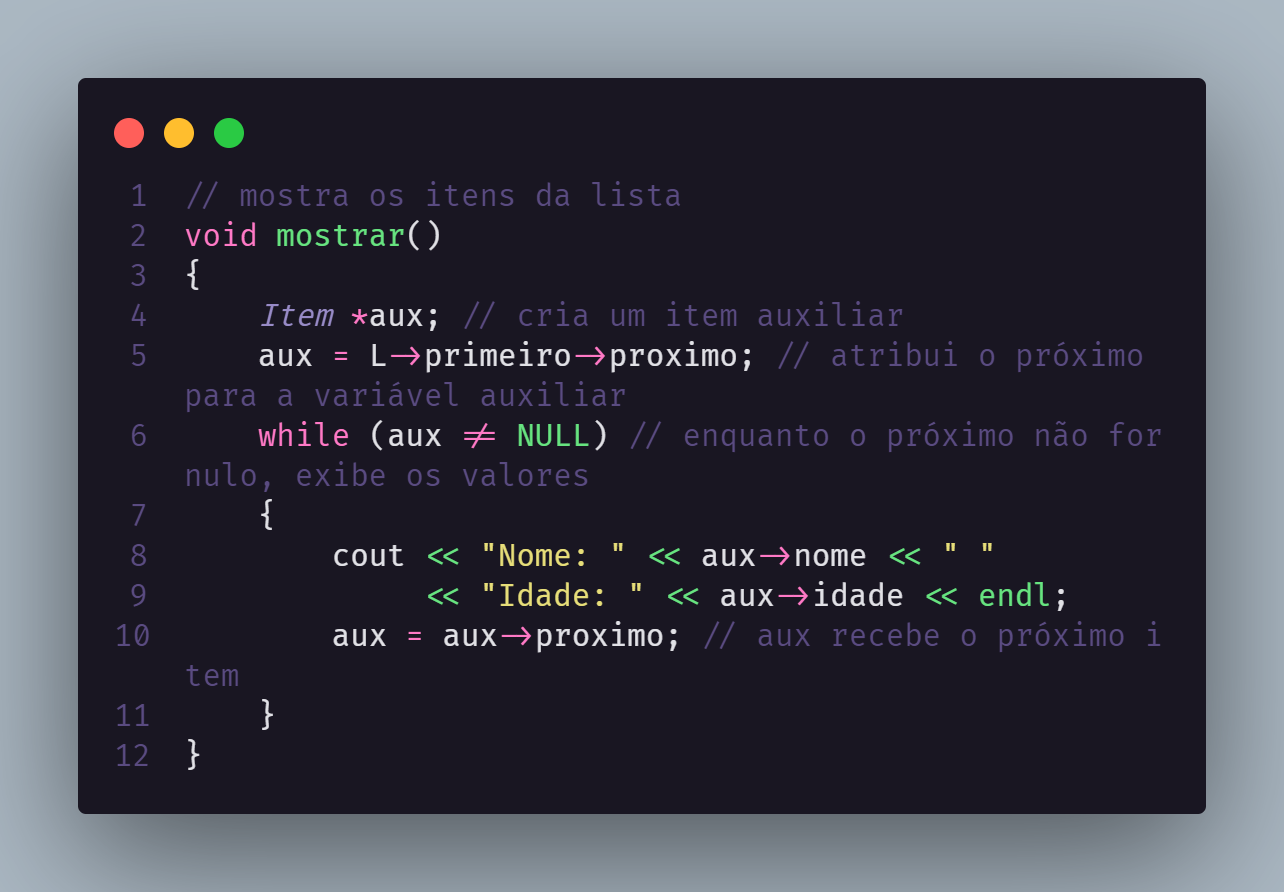 1 // mostra os itens da lista
2 void mostrar()
3 {
4     Item *aux; // cria um item auxiliar
5     aux = L->primeiro->proximo; // atribui o próximo
para a variável auxiliar
6     while (aux != NULL) // enquanto o próximo não for
nulo, exibe os valores
7     {
8         cout << "Nome: " << aux->nome << " "
9              << "Idade: " << aux->idade << endl;
10         aux = aux->proximo; // aux recebe o próximo i
tem
11     }
12 }